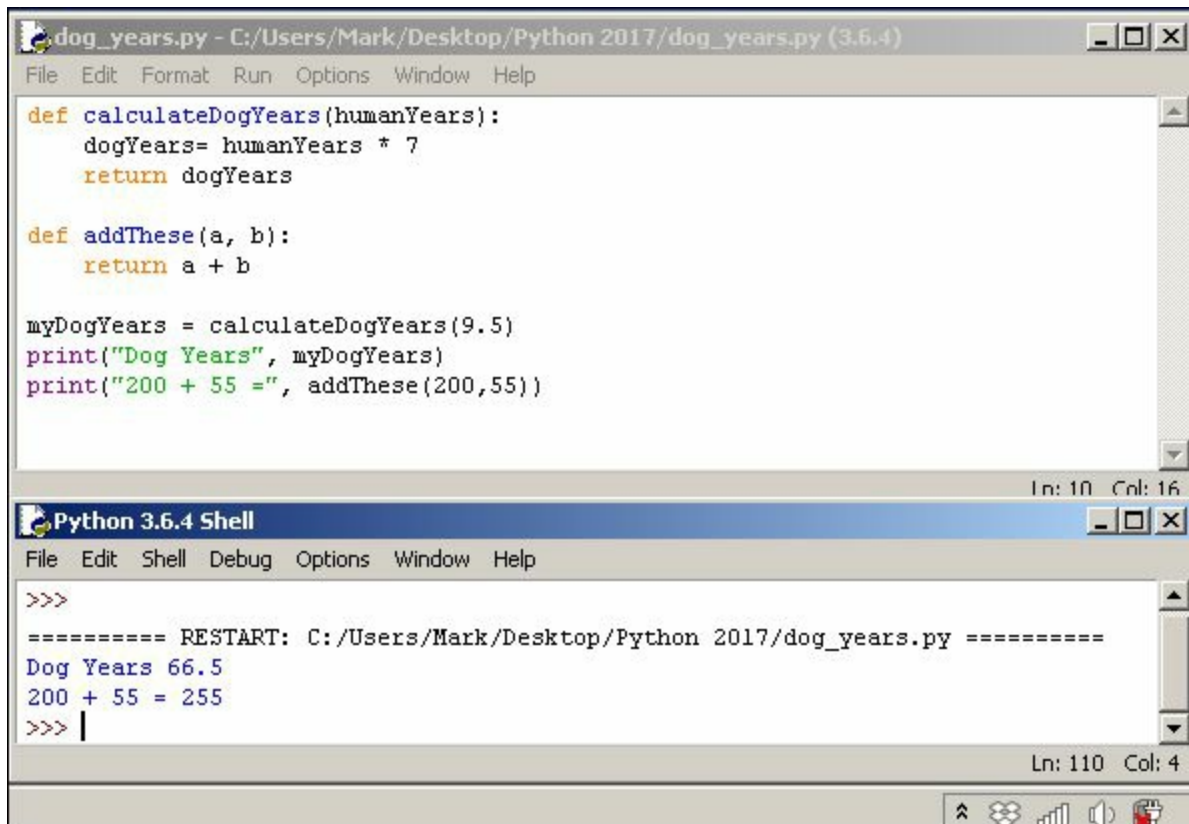 dog_years.py - C:/Users/Mark/Desktop/Python 2017/dog_years.py (3.6.4)
File Edit Format Run Options Window Help
def calculateDogYears(humanYears):
    dogYears= humanYears * 7
    return dogYears
def addThese(a, b):
    return a + b
myDogYears = calculateDogYears(9.5)
print("Dog Years", myDogYears)
print("200 + 55 =", addThese(200,55))
Ln: 10 Col: 16
Python 3.6.4 Shell
File Edit Shell Debug Options Window Help
>>>
========== RESTART: C:/Users/Mark/Desktop/Python 2017/dog_years.py ==========
Dog Years 66.5
200 + 55 = 255
>>>
Ln: 110 Col: 4